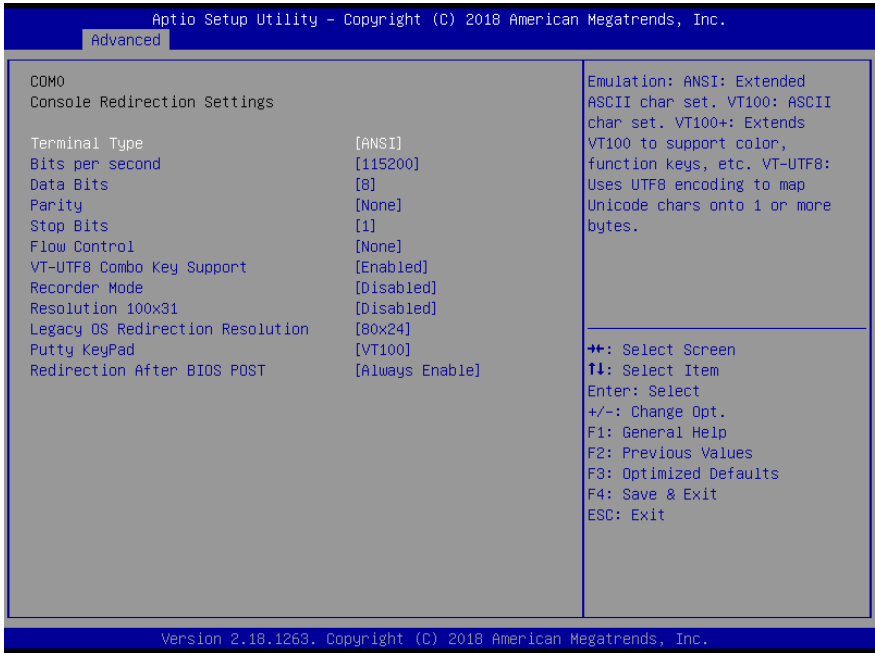 Aptio Setup Utility – Copyright (C) 2018 American Megatrends, Inc.
Advanced
COM0
Console Redirection Settings
Terminal Type [ANSI]
Bits per second [115200]
Data Bits [8]
Parity [None]
Stop Bits [1]
Flow Control [None]
VT-UTF8 Combo Key Support [Enabled]
Recorder Mode [Disabled]
Resolution 100x31 [Disabled]
Legacy OS Redirection Resolution [80x24]
Putty KeyPad [VT100]
Redirection After BIOS POST [Always Enable]
Emulation: ANSI: Extended
ASCII char set. VT100: ASCII
char set. VT100+: Extends
VT100 to support color,
function keys, etc. VT-UTF8:
Uses UTF8 encoding to map
Unicode chars onto 1 or more
bytes.
→←: Select Screen
↑↓: Select Item
Enter: Select
+/-: Change Opt.
F1: General Help
F2: Previous Values
F3: Optimized Defaults
F4: Save & Exit
ESC: Exit
Version 2.18.1263. Copyright (C) 2018 American Megatrends, Inc.